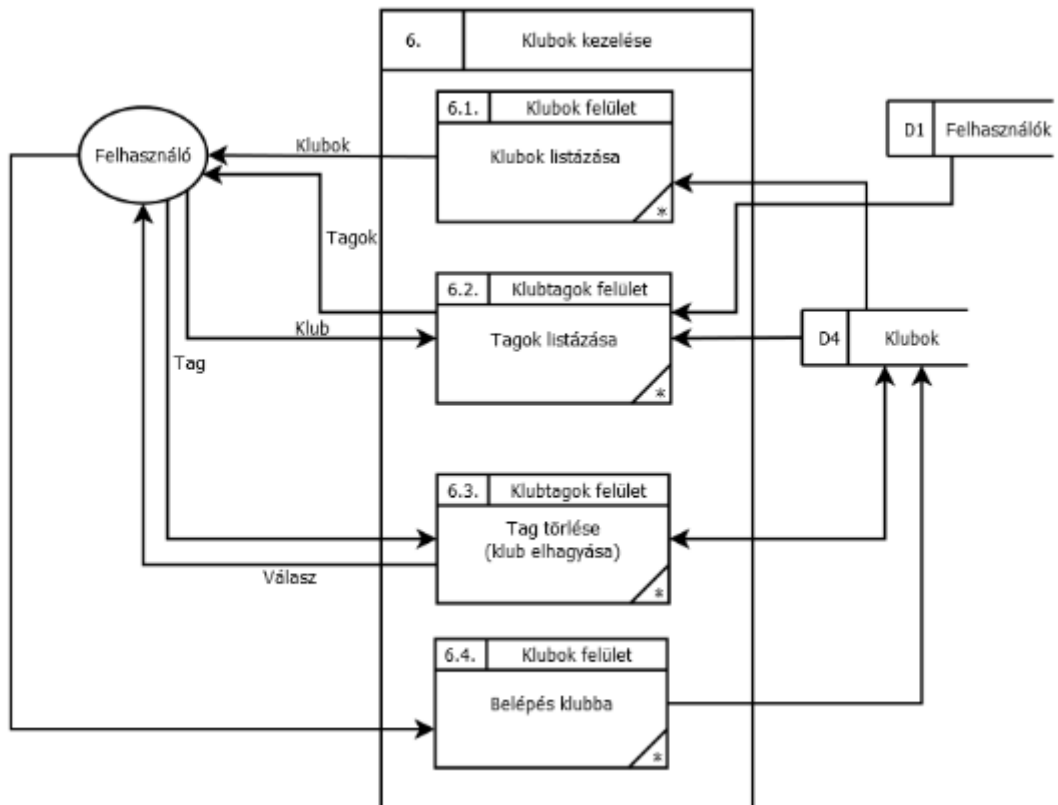 6. Klubok kezelése
6.1. Klubok felület
Klubok listázása
*
D1 Felhasználók
Felhasználó
Klubok
Tagok
6.2. Klubtagok felület
Tagok listázása
*
Klub
Tag
D4 Klubok
6.3. Klubtagok felület
Tag törlése
(klub elhagyása)
*
Válasz
6.4. Klubok felület
Belépés klubba
*